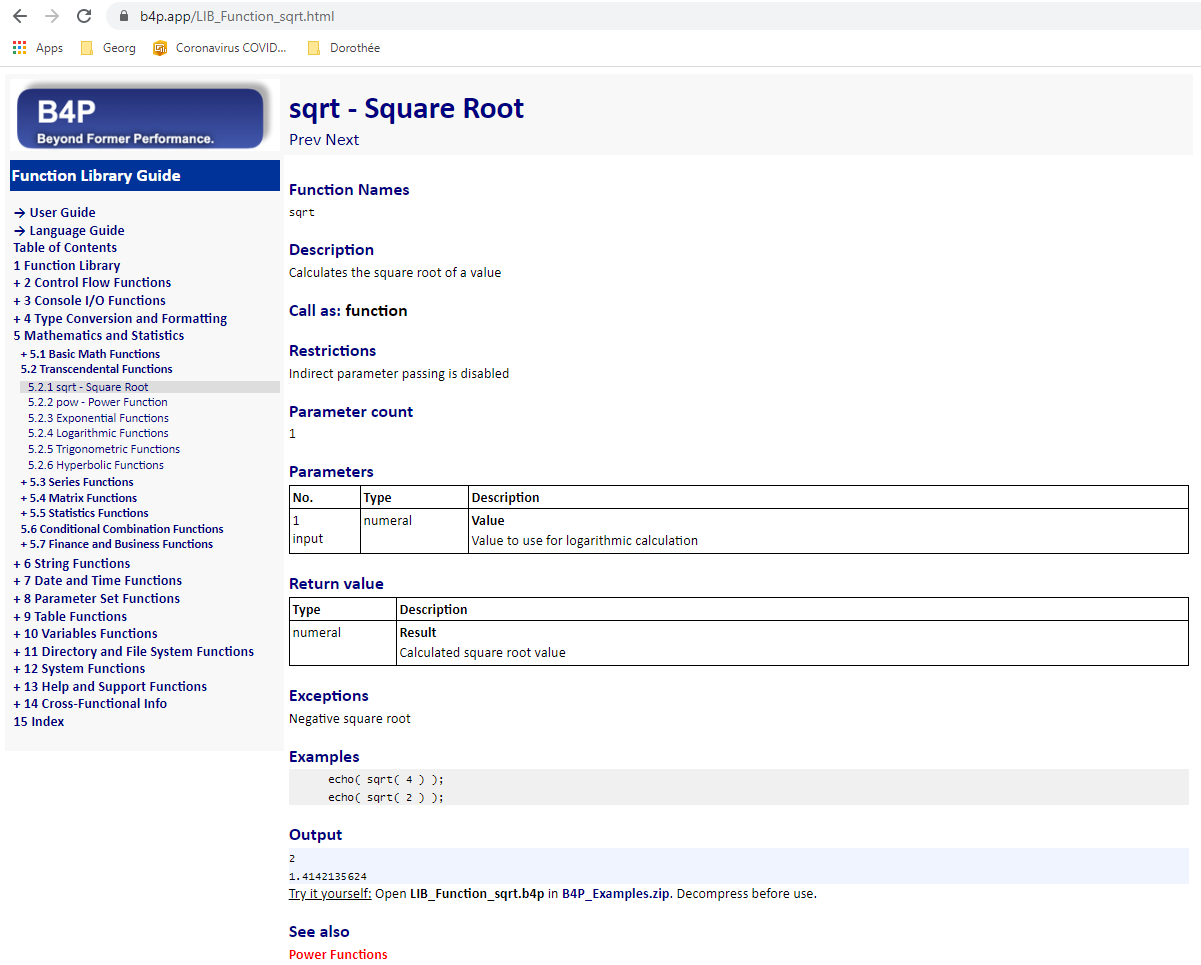 b4p.app/LIB_Function_sqrt.html
Apps Georg Coronavirus COVID... Dorothée
B4P
Beyond Former Performance.
Function Library Guide
→ User Guide
→ Language Guide
Table of Contents
1 Function Library
+ 2 Control Flow Functions
+ 3 Console I/O Functions
+ 4 Type Conversion and Formatting
5 Mathematics and Statistics
+ 5.1 Basic Math Functions
5.2 Transcendental Functions
5.2.1 sqrt - Square Root
5.2.2 pow - Power Function
5.2.3 Exponential Functions
5.2.4 Logarithmic Functions
5.2.5 Trigonometric Functions
5.2.6 Hyperbolic Functions
+ 5.3 Series Functions
+ 5.4 Matrix Functions
+ 5.5 Statistics Functions
5.6 Conditional Combination Functions
+ 5.7 Finance and Business Functions
+ 6 String Functions
+ 7 Date and Time Functions
+ 8 Parameter Set Functions
+ 9 Table Functions
+ 10 Variables Functions
+ 11 Directory and File System Functions
+ 12 System Functions
+ 13 Help and Support Functions
+ 14 Cross-Functional Info
15 Index
sqrt - Square Root
Prev Next
Function Names
sqrt
Description
Calculates the square root of a value
Call as: function
Restrictions
Indirect parameter passing is disabled
Parameter count
1
Parameters
No. Type Description
1 numeral Value
input Value to use for logarithmic calculation
Return value
Type Description
numeral Result
Calculated square root value
Exceptions
Negative square root
Examples
echo( sqrt( 4 ) );
echo( sqrt( 2 ) );
Output
2
1.4142135624
Try it yourself: Open LIB_Function_sqrt.b4p in B4P_Examples.zip. Decompress before use.
See also
Power Functions